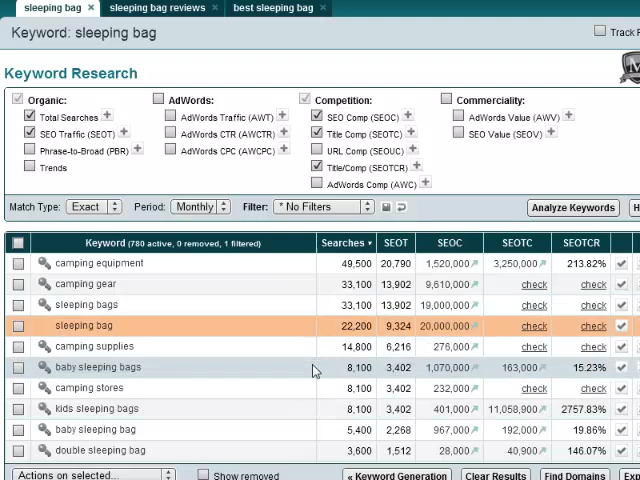 sleeping bag × sleeping bag reviews × best sleeping bag ×
Keyword: sleeping bag
Track
Keyword Research
Organic: AdWords: Competition: Commerciality:
Total Searches AdWords Traffic (AWT) SEO Comp (SEOC) AdWords Value (AWV)
SEO Traffic (SEOT) AdWords CTR (AWCTR) Title Comp (SEOTC) SEO Value (SEOV)
Phrase-to-Broad (PBR) AdWords CPC (AWCPC) URL Comp (SEOUC)
Trends Title/Comp (SEOTCR)
AdWords Comp (AWC)
Match Type: Exact Period: Monthly Filter: * No Filters Analyze Keywords H
Keyword (780 active, 0 removed, 1 filtered) Searches SEOT SEOC SEOTC SEOTCR
camping equipment 49,500 20,790 1,520,000 3,250,000 213.82%
camping gear 33,100 13,902 9,610,000 check check
sleeping bags 33,100 13,902 19,000,000 check check
sleeping bag 22,200 9,324 20,000,000 check check
camping supplies 14,800 6,216 276,000 check check
baby sleeping bags 8,100 3,402 1,070,000 163,000 15.23%
camping stores 8,100 3,402 232,000 check check
kids sleeping bags 8,100 3,402 401,000 11,058,900 2757.83%
baby sleeping bag 5,400 2,268 967,000 192,000 19.86%
double sleeping bag 3,600 1,512 28,000 40,900 146.07%
Actions on selected... Show removed « Keyword Generation Clear Results Find Domains Exp